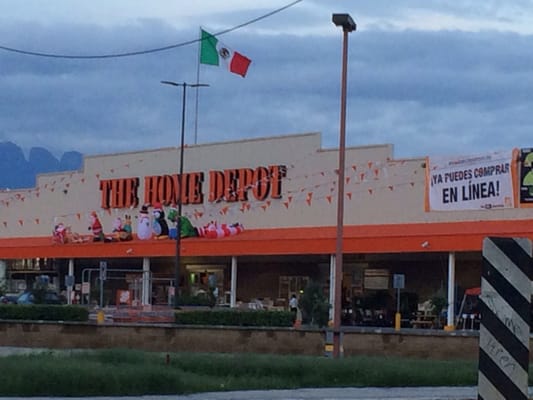 THE HOME DEPOT
¡YA PUEDES COMPRAR
EN LÍNEA!